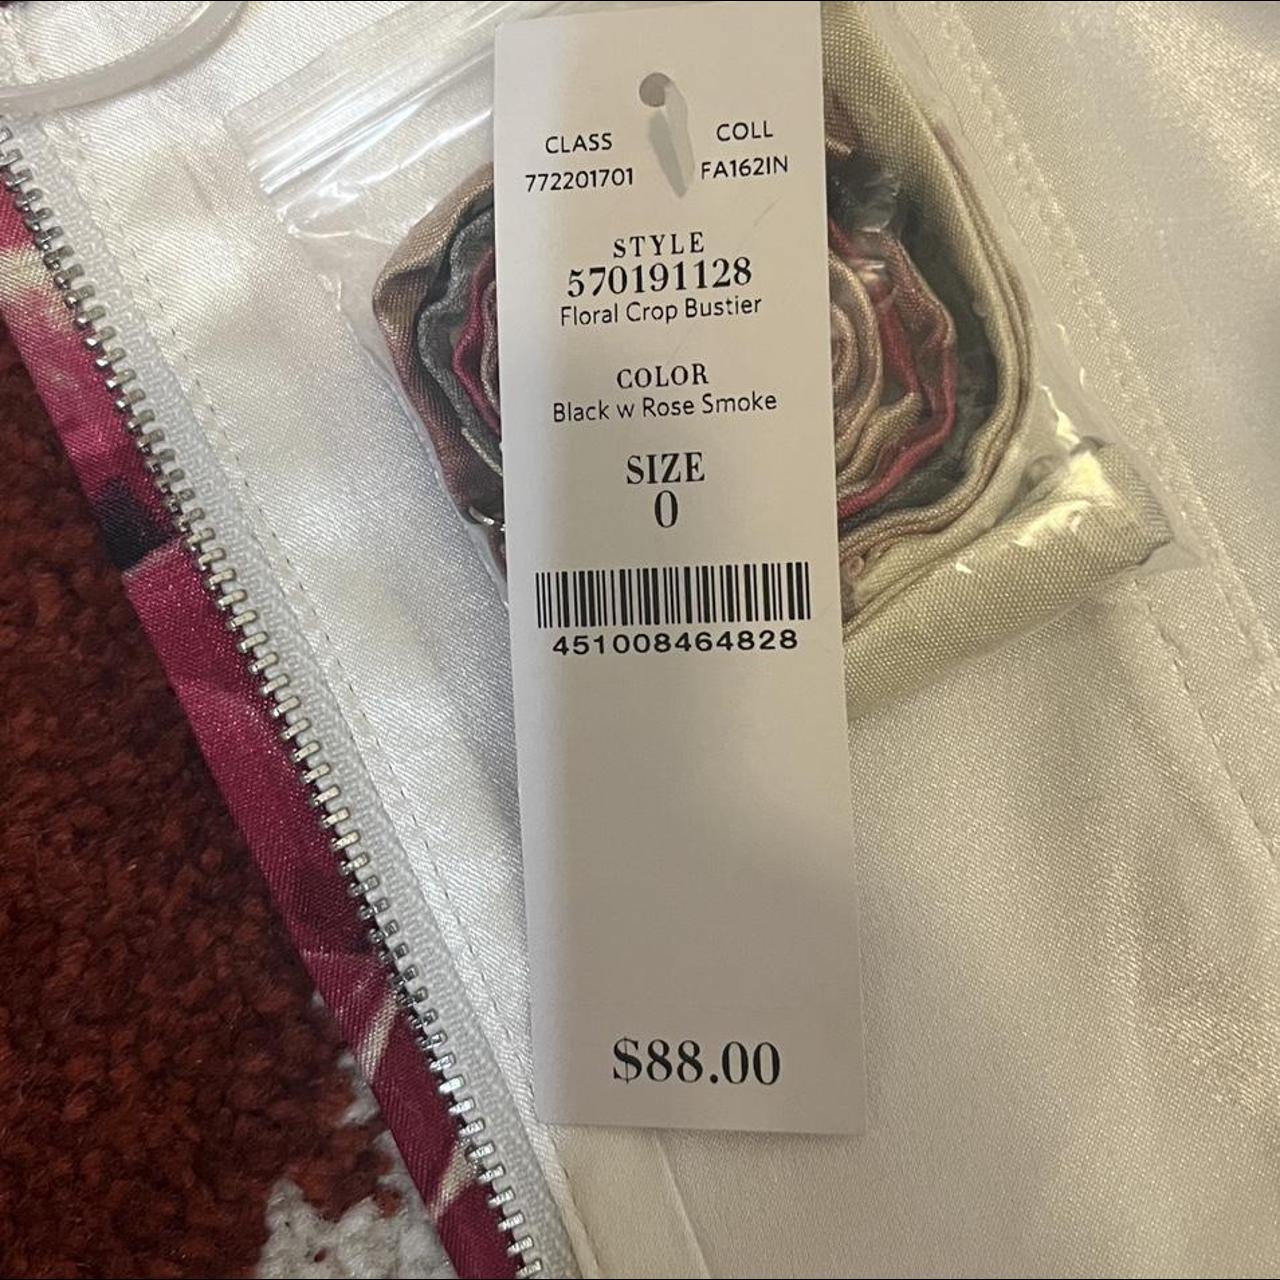 CLASS
772201701
COLL
FA162IN
STYLE
570191128
Floral Crop Bustier
COLOR
Black w Rose Smoke
SIZE
0
451008464828
$88.00